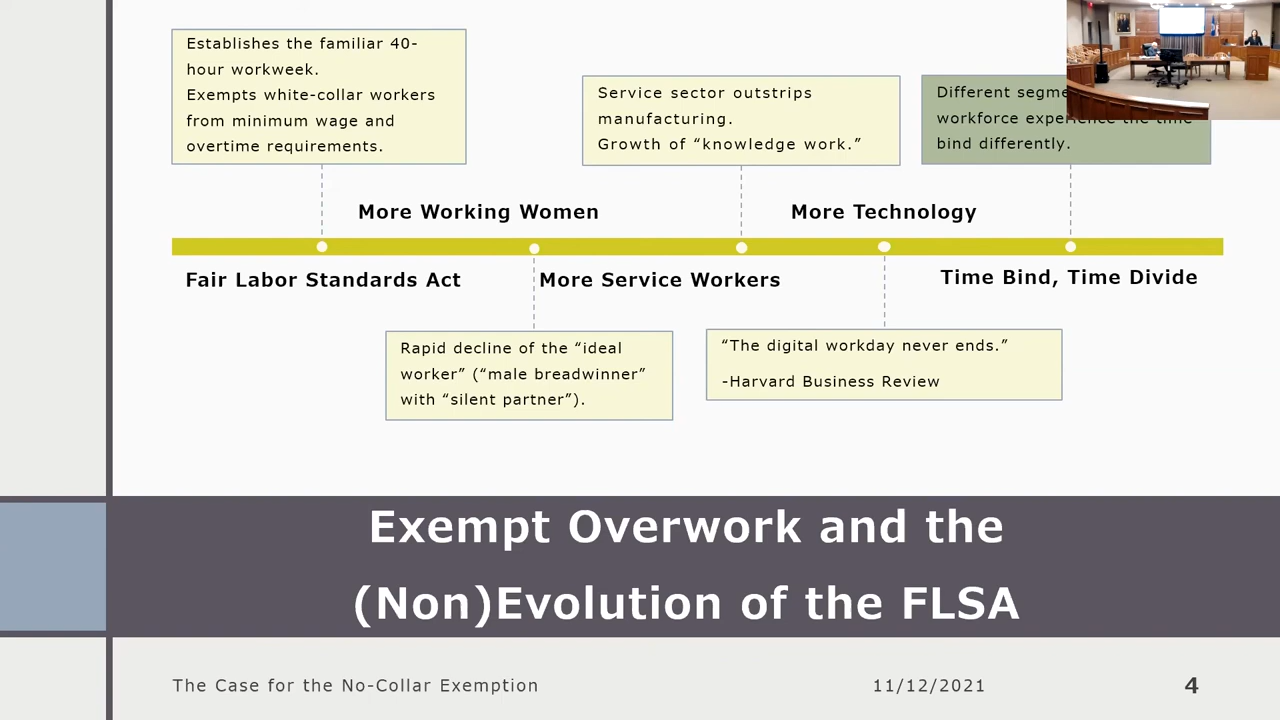 Establishes the familiar 40-
hour workweek.
Exempts white-collar workers
from minimum wage and
overtime requirements.
Service sector outstrips
manufacturing.
Growth of “knowledge work.”
Different
workforce experience the time
bind differently.
More Working Women
More Technology
Fair Labor Standards Act
More Service Workers
Time Bind, Time Divide
Rapid decline of the “ideal
worker” (“male breadwinner”
with “silent partner”).
“The digital workday never ends.”
-Harvard Business Review
Exempt Overwork and the
(Non)Evolution of the FLSA
The Case for the No-Collar Exemption
11/12/2021
4